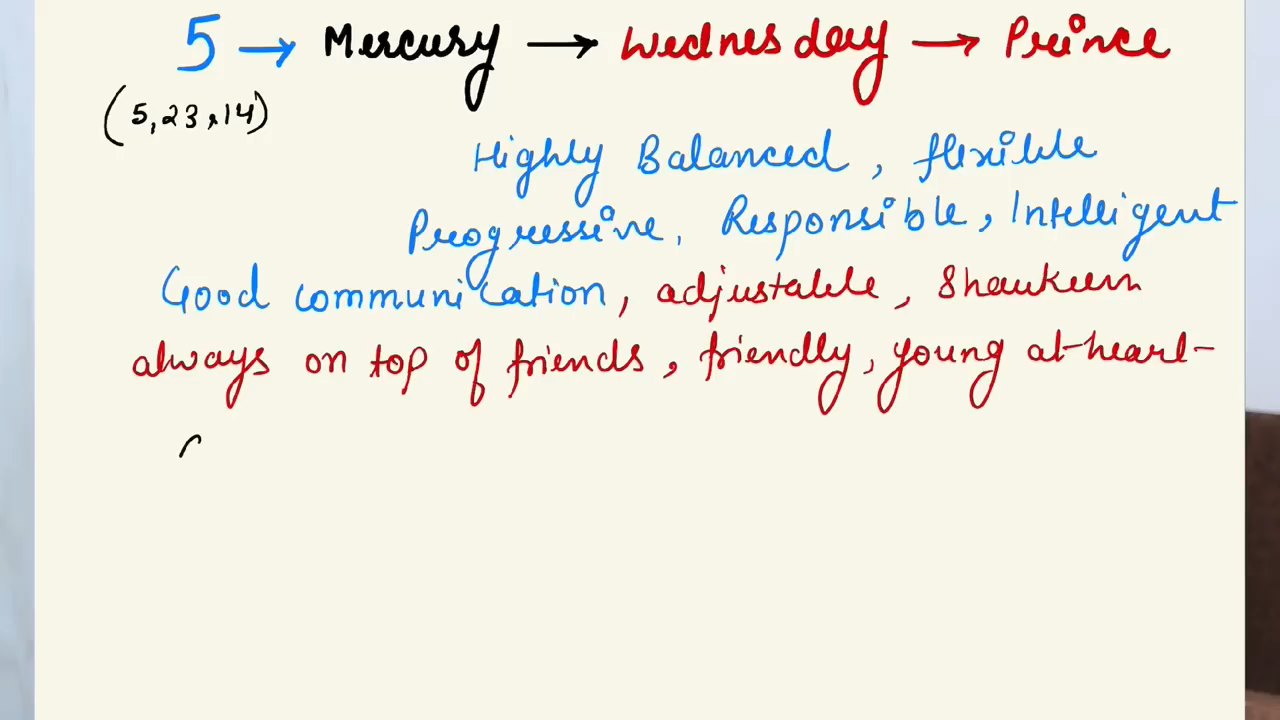 5 → Mercury → Wednesday → Prince
(5, 23, 14)
Highly Balanced, flexible
Progressive, Responsible, Intelligent
Good communication, adjustable, Shaukeen
always on top of friends, friendly, young at heart